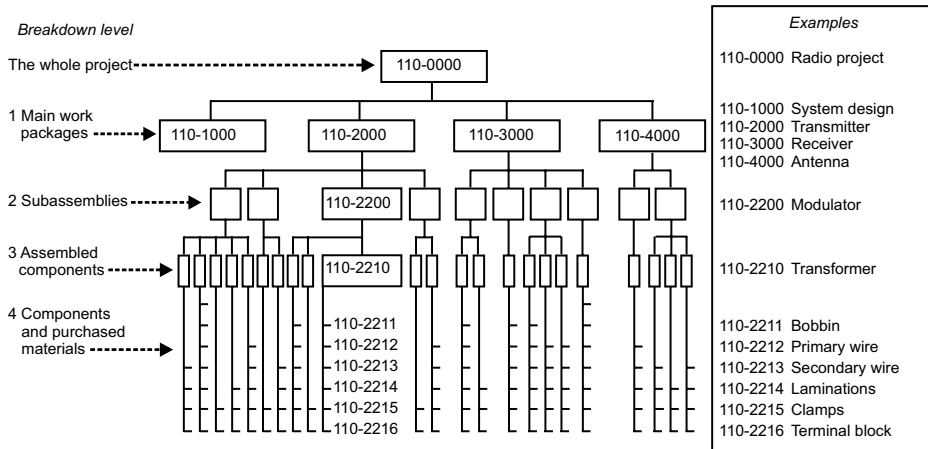 Breakdown level
Examples
The whole project
110-0000
110-0000 Radio project
1 Main work
packages
110-1000
110-2000
110-3000
110-4000
110-1000 System design
110-2000 Transmitter
110-3000 Receiver
110-4000 Antenna
2 Subassemblies
110-2200
110-2200 Modulator
3 Assembled
components
110-2210
110-2210 Transformer
4 Components
and purchased
materials
110-2211
110-2212
110-2213
110-2214
110-2215
110-2216
110-2211 Bobbin
110-2212 Primary wire
110-2213 Secondary wire
110-2214 Laminations
110-2215 Clamps
110-2216 Terminal block